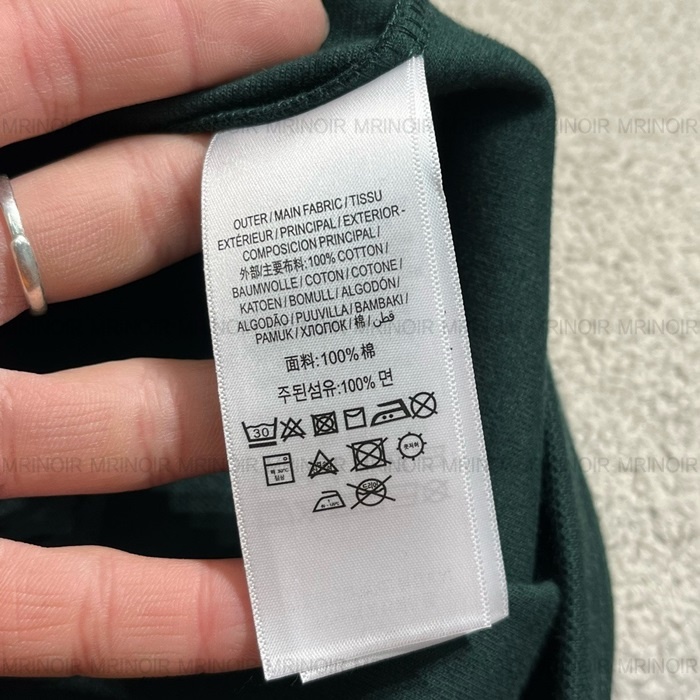 MRINOIR MRINOIR MRINOIR MRINOIR MRINOIR MRINOIR
OUTER / MAIN FABRIC / TISSU
EXTÉRIEUR / PRINCIPAL / EXTERIOR -
COMPOSICION PRINCIPAL /
外部/主要布料:100% COTTON /
BAUMWOLLE / COTON / COTONE /
KATOEN / BOMULL / ALGODÓN /
ALGODÃO / PUUVILLA / BAMBAKI /
PAMUK / ХЛОПОК / 棉 / قطن
面料:100% 棉
주된섬유:100% 면
30